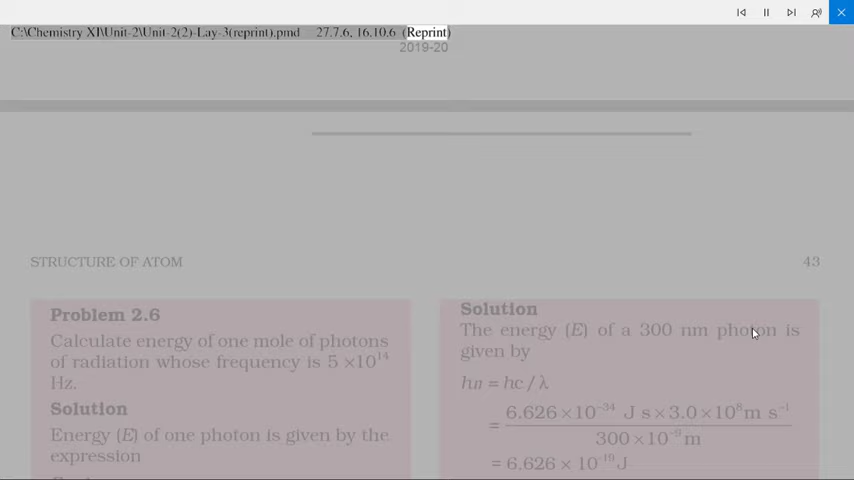 C:\Chemistry XI\Unit-2\Unit-2(2)-Lay-3(reprint).pmd 27.7.6, 16.10.6 (Reprint)
2019-20
STRUCTURE OF ATOM 43
Problem 2.6
Calculate energy of one mole of photons
of radiation whose frequency is 5 ×10¹⁴
Hz.
Solution
Energy (E) of one photon is given by the
expression
Solution
The energy (E) of a 300 nm photon is
given by
hν = hc / λ
= 6.626×10⁻³⁴ J s×3.0×10⁸m s⁻¹
300×10⁻⁹m
= 6.626 × 10⁻¹⁹J